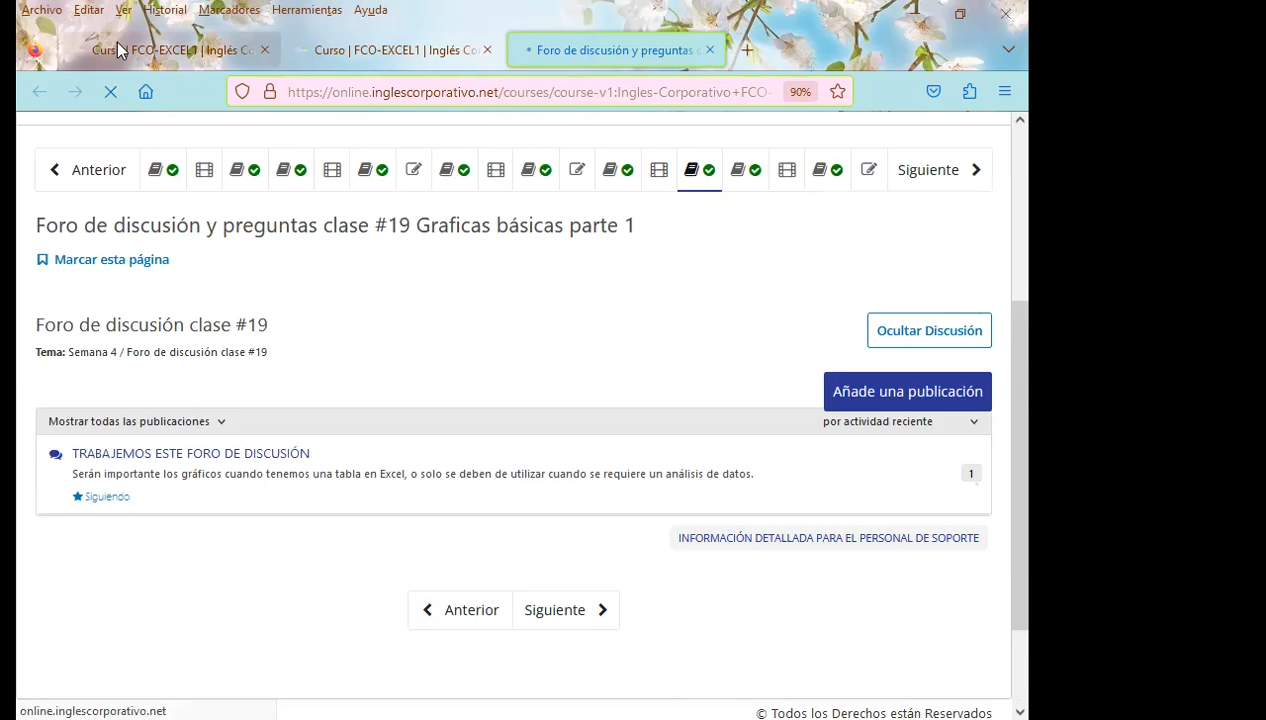 Archivo Editar Ver Historial Marcadores Herramientas Ayuda
Curso | FCO-EXCEL1 | Inglés Co
Curso | FCO-EXCEL1 | Inglés Co
Foro de discusión y preguntas c
https://online.inglescorporativo.net/courses/course-v1:Ingles-Corporativo+FCO-
90%
Anterior
Siguiente
Foro de discusión y preguntas clase #19 Graficas básicas parte 1
Marcar esta página
Foro de discusión clase #19
Ocultar Discusión
Tema: Semana 4 / Foro de discusión clase #19
Añade una publicación
Mostrar todas las publicaciones
por actividad reciente
TRABAJEMOS ESTE FORO DE DISCUSIÓN
Serán importante los gráficos cuando tenemos una tabla en Excel, o solo se deben de utilizar cuando se requiere un análisis de datos.
1
Siguiendo
INFORMACIÓN DETALLADA PARA EL PERSONAL DE SOPORTE
Anterior
Siguiente
online.inglescorporativo.net
© Todos los Derechos están Reservados